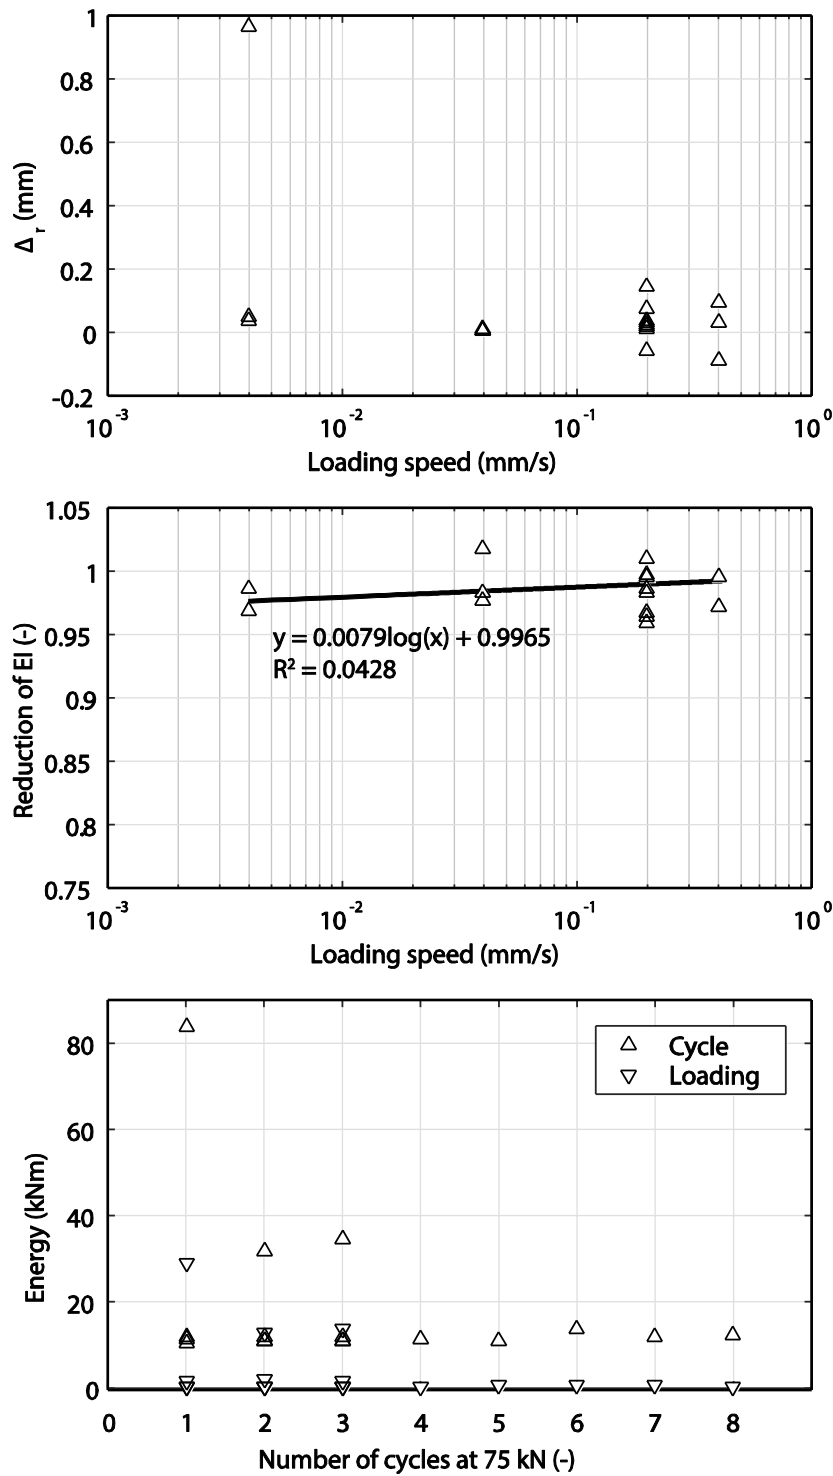 1
0.8
0.6
0.4
0.2
0
-0.2
Δr (mm)
10-3 10-2 10-1 100
Loading speed (mm/s)
1.05
1
0.95
0.9
0.85
0.8
0.75
Reduction of EI (-)
y = 0.0079log(x) + 0.9965
R² = 0.0428
10-3 10-2 10-1 100
Loading speed (mm/s)
80
60
40
20
0
Energy (kNm)
Cycle
Loading
0 1 2 3 4 5 6 7 8
Number of cycles at 75 kN (-)